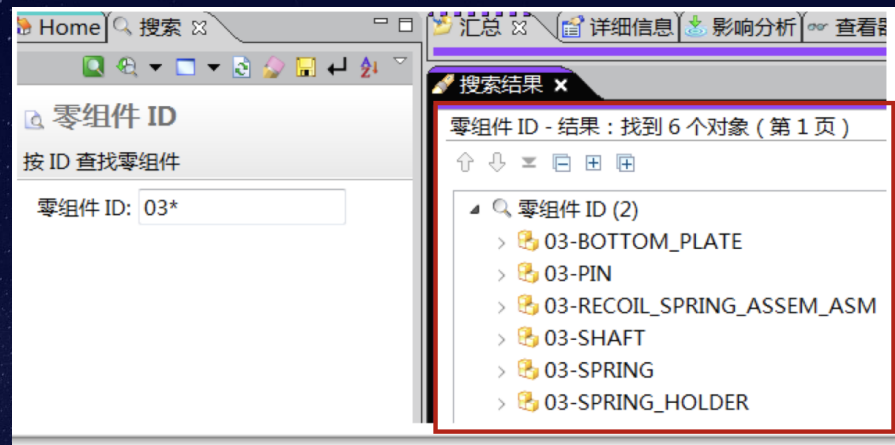 Home 搜索
汇总 详细信息 影响分析 查看
零组件 ID
按 ID 查找零组件
零组件 ID: 03*
搜索结果
零组件 ID - 结果：找到 6 个对象 ( 第 1 页 )
零组件 ID (2)
03-BOTTOM_PLATE
03-PIN
03-RECOIL_SPRING_ASSEM_ASM
03-SHAFT
03-SPRING
03-SPRING_HOLDER